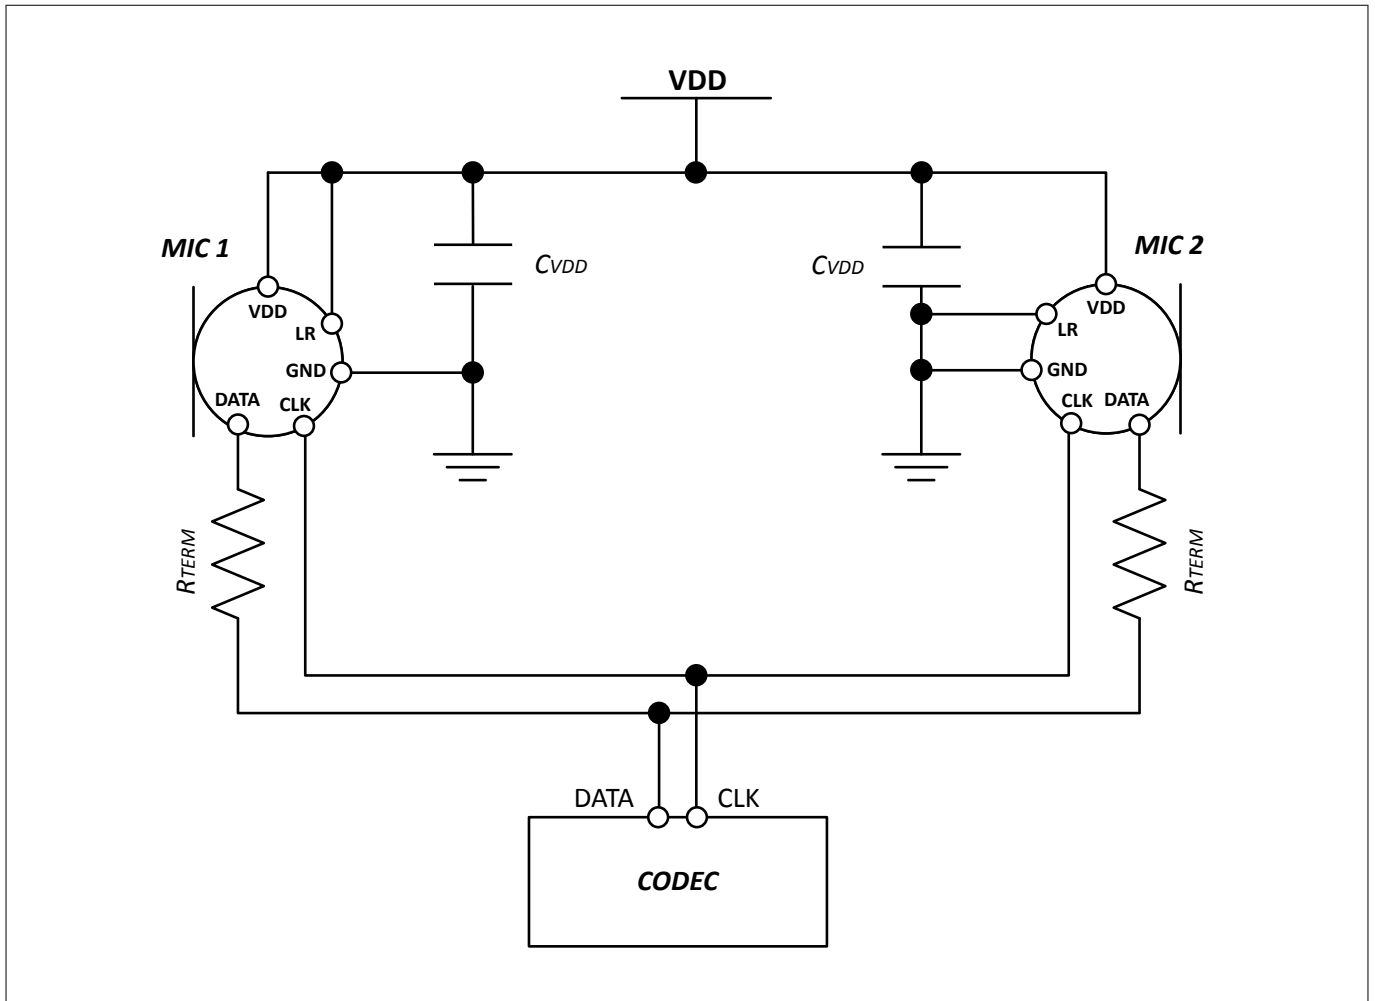 VDD
MIC 1
MIC 2
CVDD
CVDD
VDD
LR
GND
DATA
CLK
VDD
LR
GND
CLK
DATA
RTERM
RTERM
DATA
CLK
CODEC